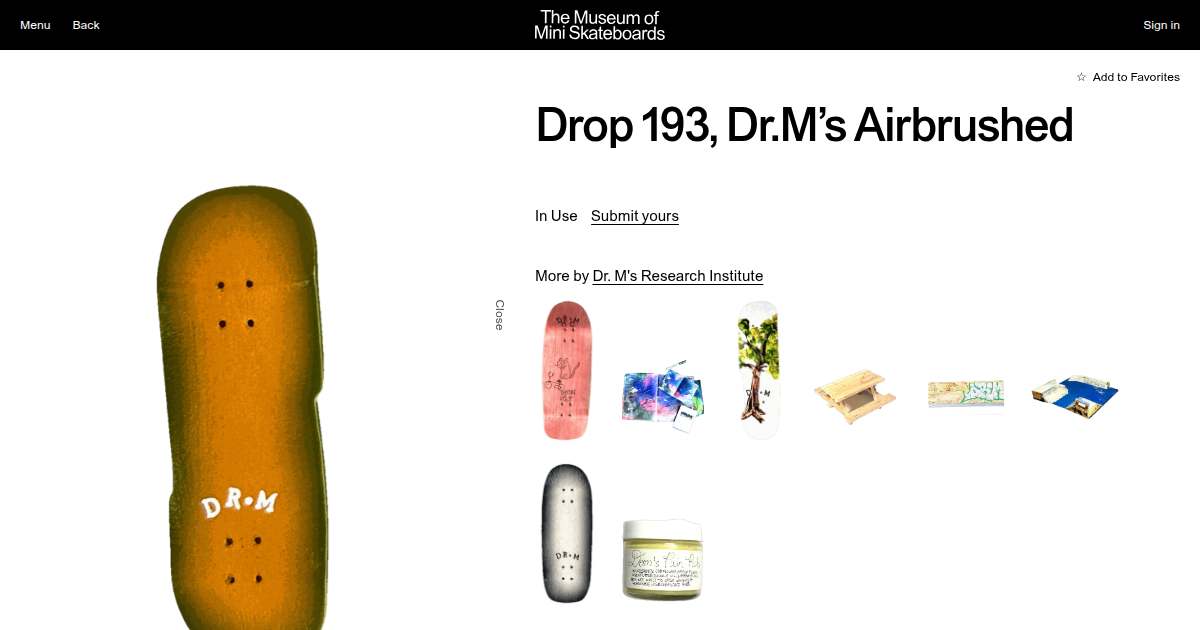 Menu
Back
The Museum of
Mini Skateboards
Sign in
☆ Add to Favorites
Drop 193, Dr.M’s Airbrushed
In Use Submit yours
More by Dr. M's Research Institute
Close
DR•M
DR•M